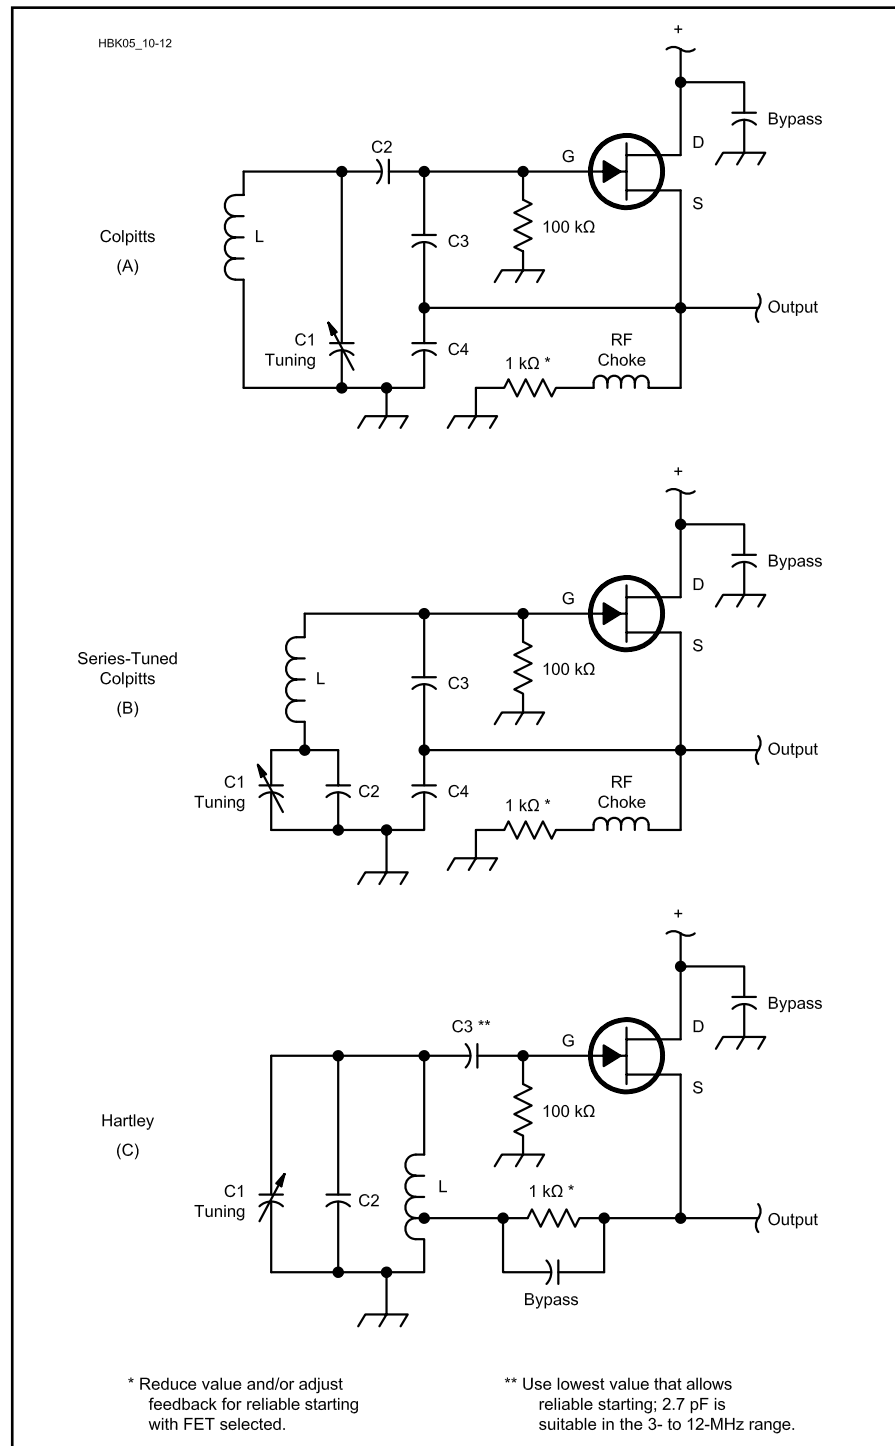 HBK05_10-12
+
Bypass
D
G
S
C2
L
100 kΩ
C3
Colpitts
(A)
Output
C1
Tuning
C4
1 kΩ *
RF
Choke
+
Bypass
D
G
S
Series-Tuned
Colpitts
(B)
L
C3
100 kΩ
Output
C1
Tuning
C2
C4
1 kΩ *
RF
Choke
+
Bypass
D
C3 **
G
S
100 kΩ
Hartley
(C)
C1
Tuning
C2
L
1 kΩ *
Output
Bypass
* Reduce value and/or adjust
feedback for reliable starting
with FET selected.
** Use lowest value that allows
reliable starting; 2.7 pF is
suitable in the 3- to 12-MHz range.